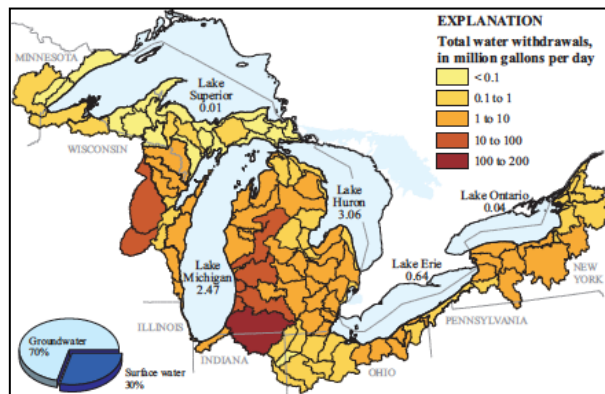 EXPLANATION
Total water withdrawals,
in million gallons per day
< 0.1
0.1 to 1
1 to 10
10 to 100
100 to 200
MINNESOTA
Lake
Superior
0.01
WISCONSIN
Lake
Huron
3.06
Lake Ontario
0.04
Lake
Michigan
2.47
Lake Erie
0.64
NEW
YORK
PENNSYLVANIA
ILLINOIS
INDIANA
OHIO
Groundwater
70%
Surface water
30%